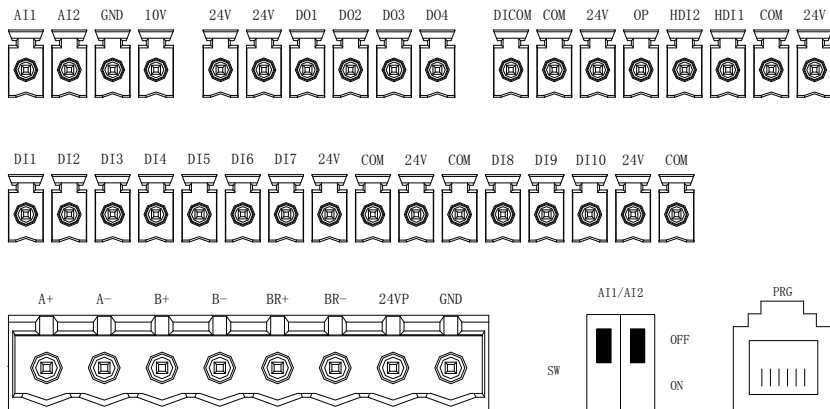 AI1 AI2 GND 10V 24V 24V DO1 DO2 DO3 DO4 DICOM COM 24V OP HDI2 HDI1 COM 24V
DI1 DI2 DI3 DI4 DI5 DI6 DI7 24V COM 24V COM DI8 DI9 DI10 24V COM
A+ A- B+ B- BR+ BR- 24VP GND AI1/AI2 PRG
OFF
SW
ON